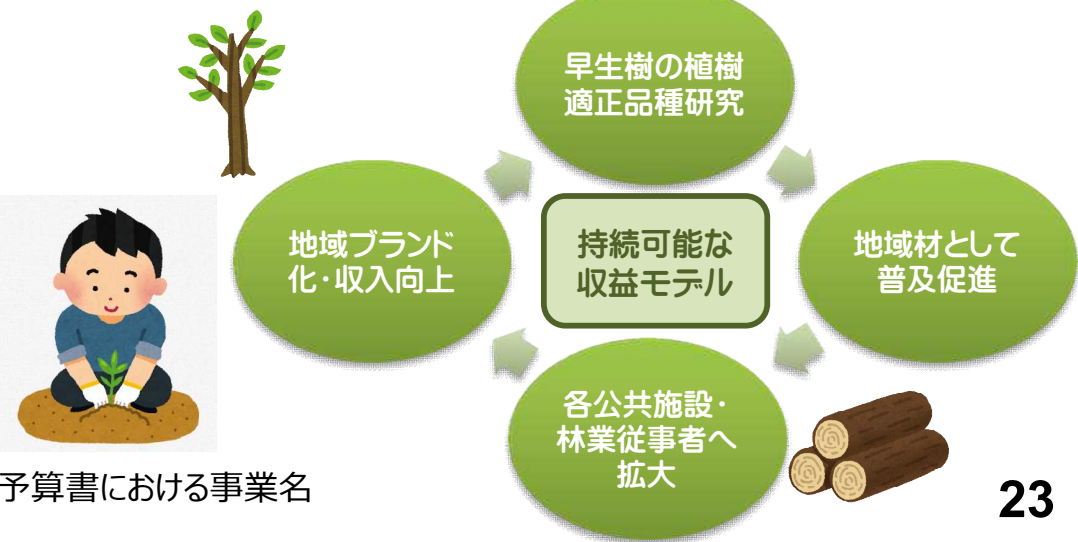 早生樹の植樹
適正品種研究
地域ブランド
化・収入向上
持続可能な
収益モデル
地域材として
普及促進
各公共施設・
林業従事者へ
拡大
予算書における事業名
23